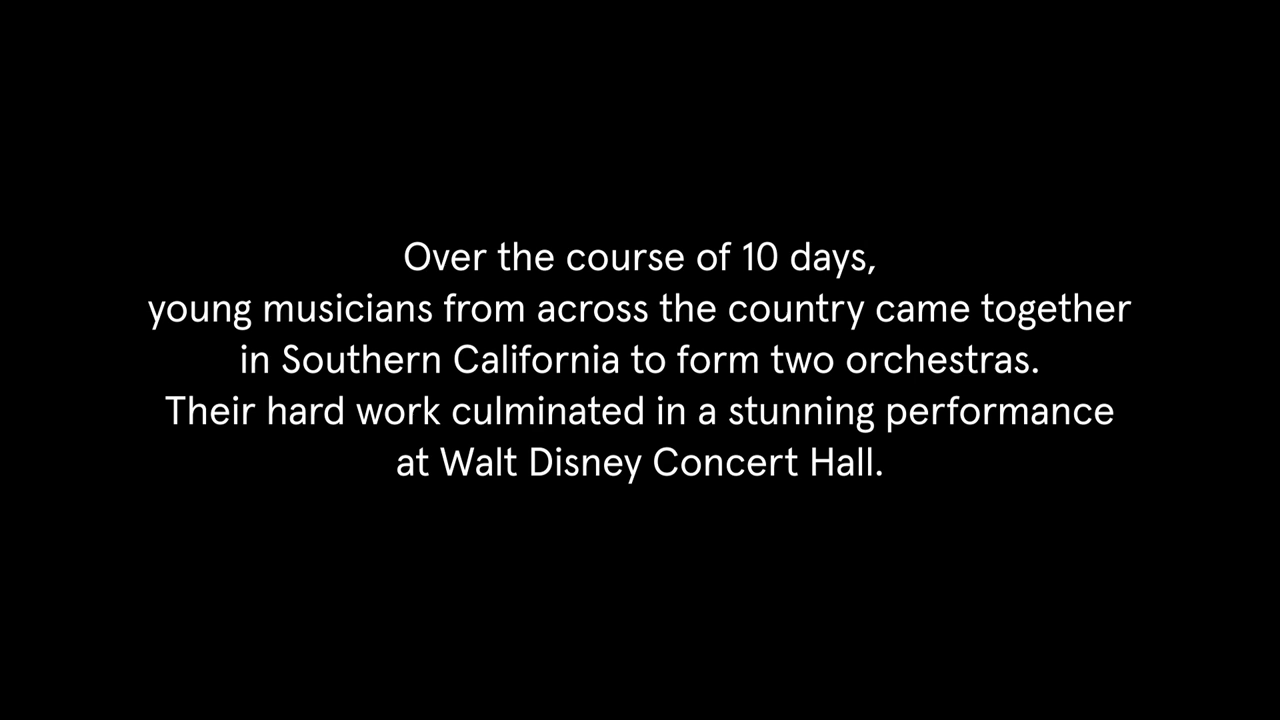 Over the course of 10 days,
young musicians from across the country came together
in Southern California to form two orchestras.
Their hard work culminated in a stunning performance
at Walt Disney Concert Hall.